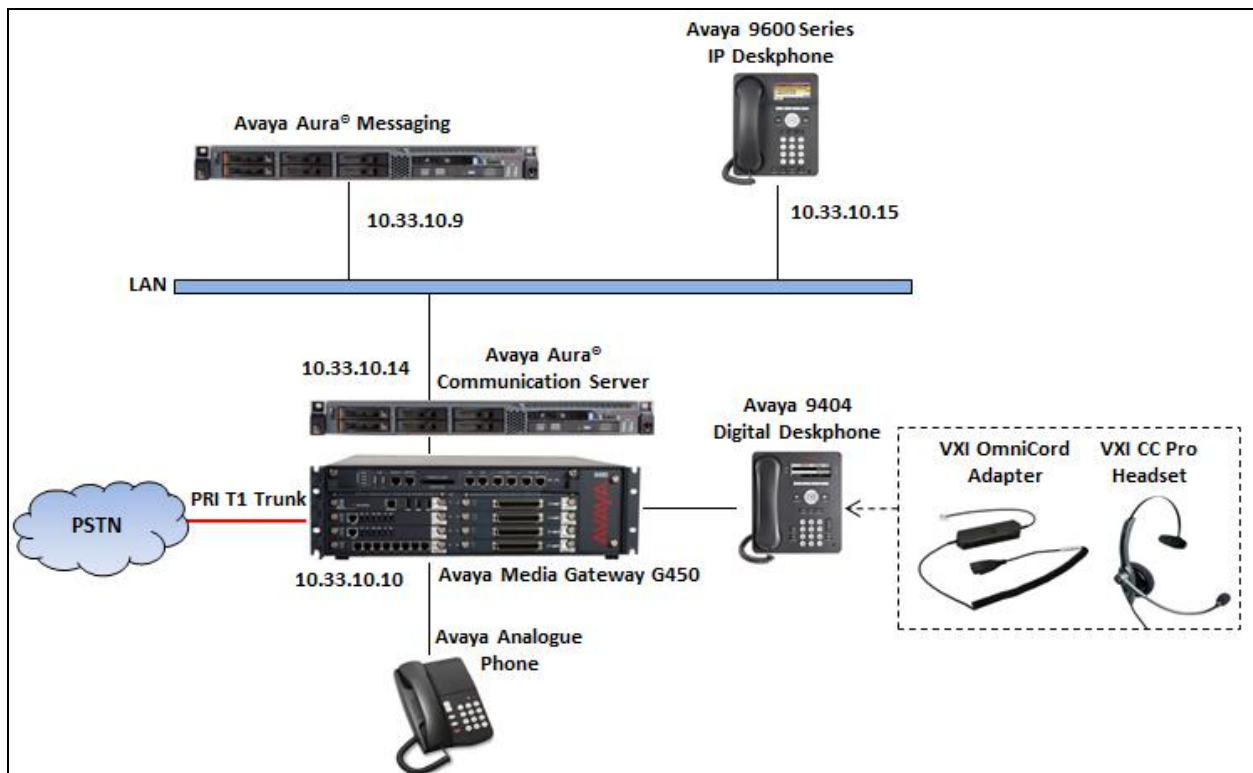 Avaya 9600 Series
IP Deskphone
Avaya Aura® Messaging
10.33.10.9
10.33.10.15
LAN
10.33.10.14
Avaya Aura®
Communication Server
Avaya 9404
Digital Deskphone
VXI OmniCord
Adapter
VXI CC Pro
Headset
PRI T1 Trunk
PSTN
AVAYA
10.33.10.10
Avaya Media Gateway G450
Avaya Analogue
Phone